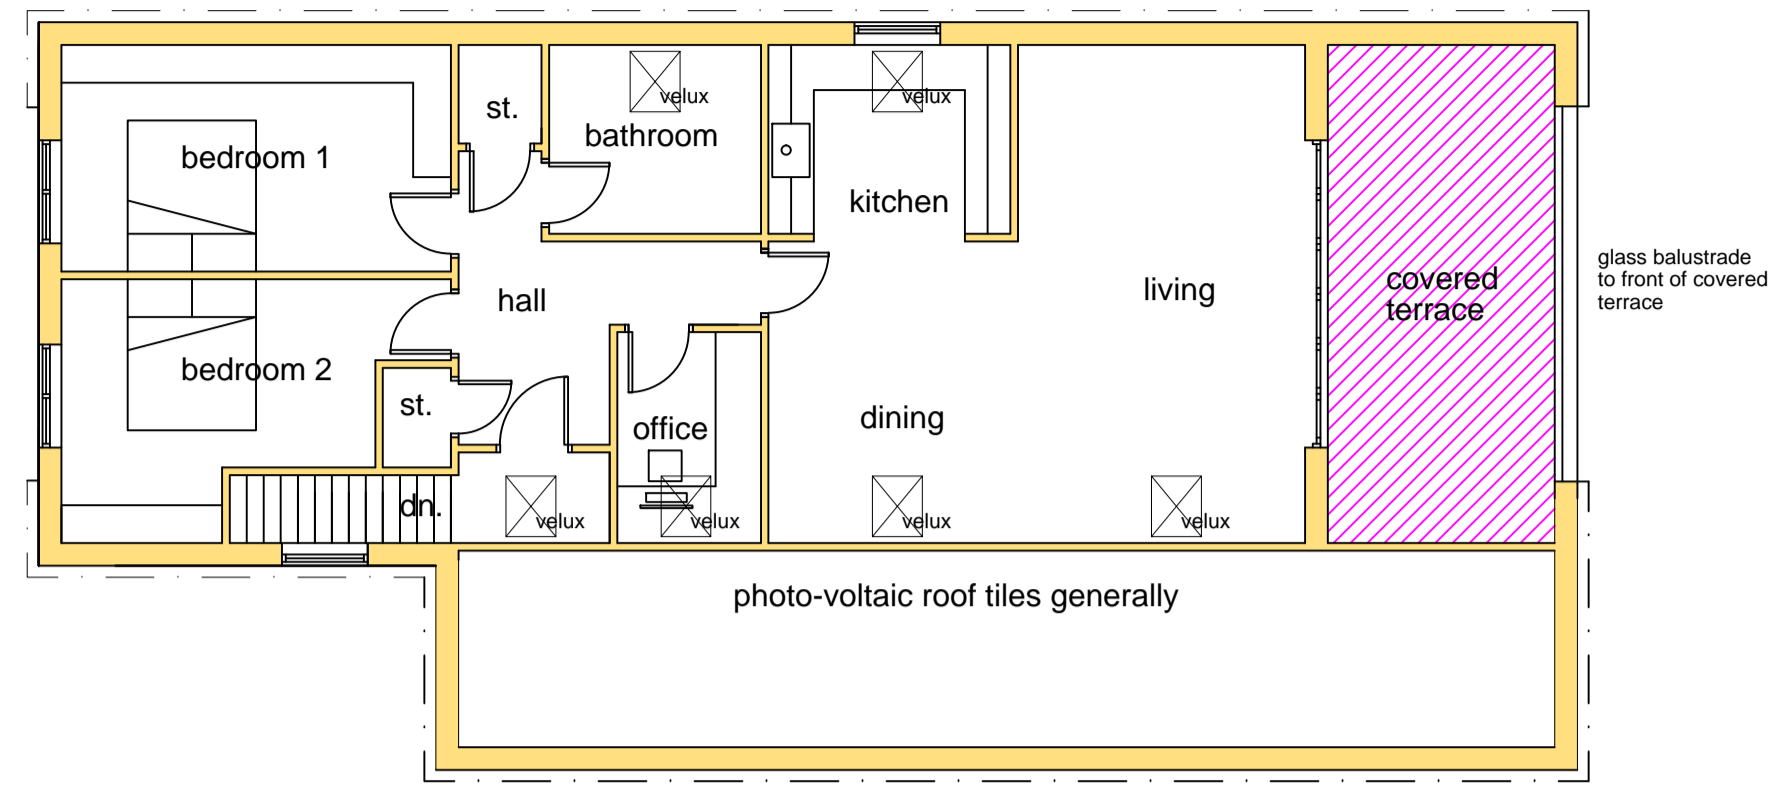 velux
velux
st.
bathroom
bedroom 1
kitchen
hall
living
covered
terrace
glass balustrade
to front of covered
terrace
bedroom 2
st.
office
dining
dn.
velux
velux
velux
velux
photo-voltaic roof tiles generally